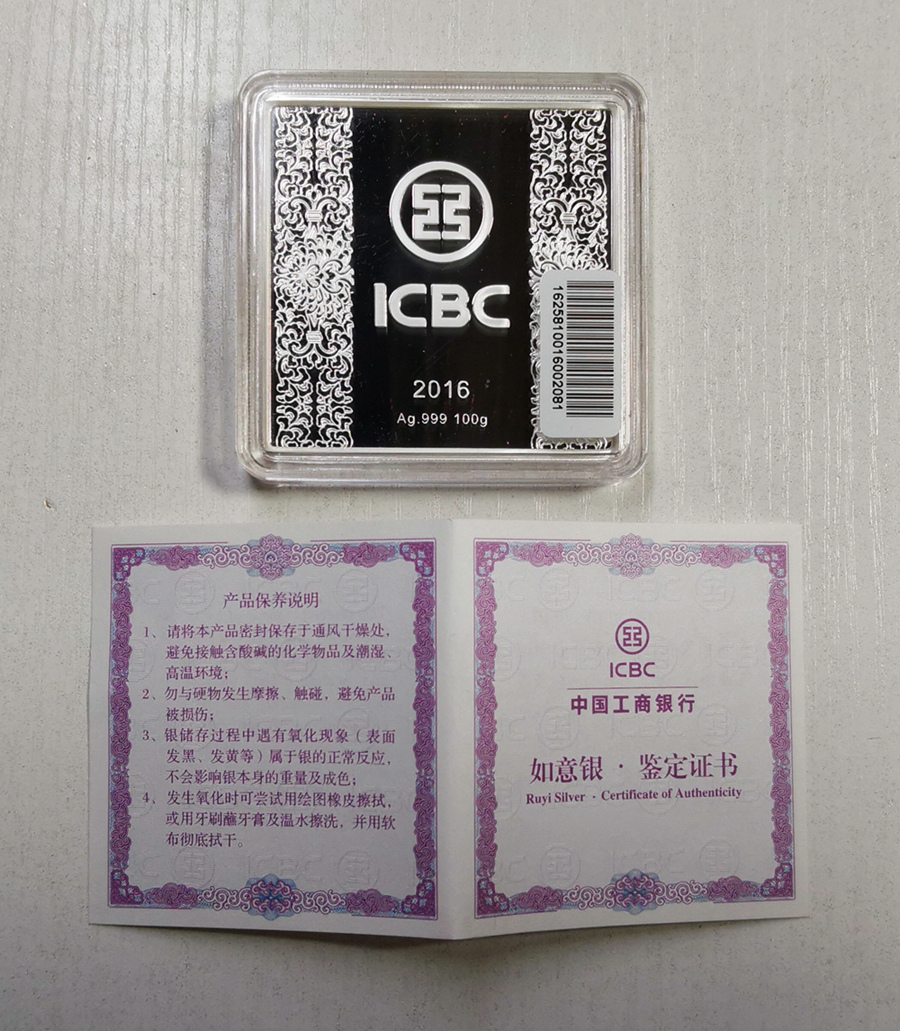 ICBC
2016
Ag.999 100g
1625810016002081
产品保养说明
1、请将本产品密封保存于通风干燥处，
避免接触含酸碱的化学物品及潮湿、
高温环境；
2、勿与硬物发生摩擦、触碰，避免产品
被损伤；
3、银储存过程中遇有氧化现象（表面
发黑、发黄等）属于银的正常反应，
不会影响银本身的重量及成色；
4、发生氧化时可尝试用绘图橡皮擦拭，
或用牙刷蘸牙膏及温水擦洗，并用软
布彻底拭干。
ICBC
中国工商银行
如意银·鉴定证书
Ruyi Silver · Certificate of Authenticity